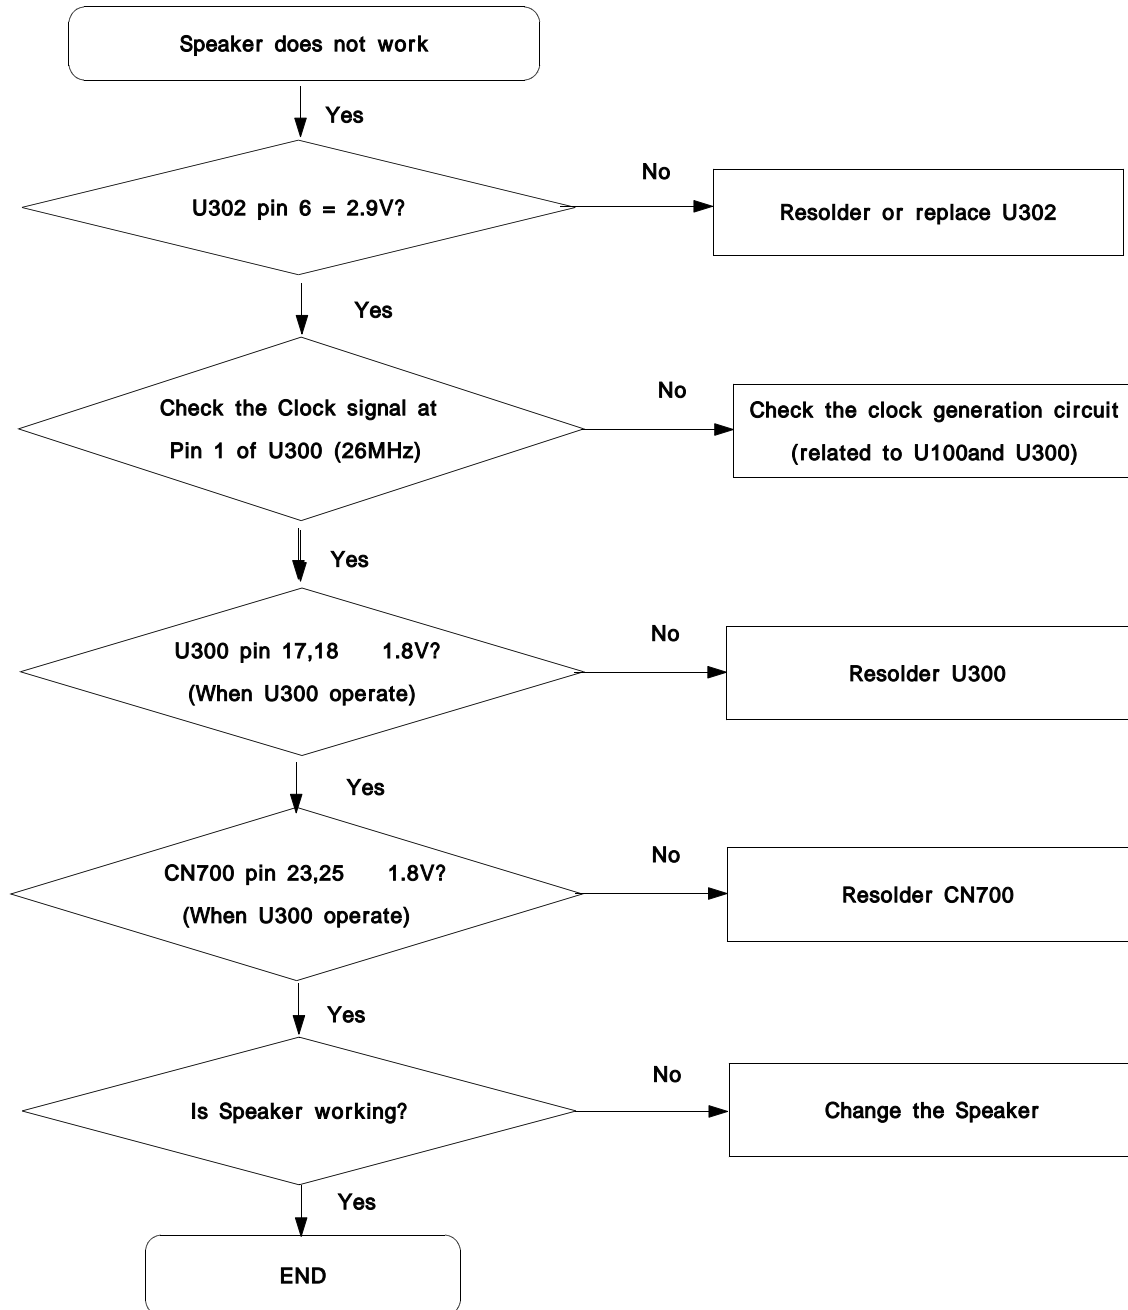 Speaker does not work
Yes
U302 pin 6 = 2.9V?
No
Resolder or replace U302
Yes
Check the Clock signal at
Pin 1 of U300 (26MHz)
No
Check the clock generation circuit
(related to U100and U300)
Yes
U300 pin 17,18 1.8V?
(When U300 operate)
No
Resolder U300
Yes
CN700 pin 23,25 1.8V?
(When U300 operate)
No
Resolder CN700
Yes
Is Speaker working?
No
Change the Speaker
Yes
END